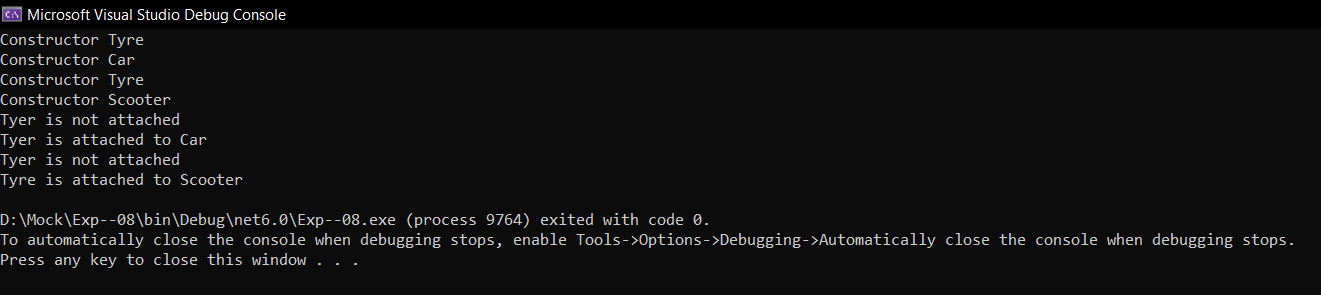 Microsoft Visual Studio Debug Console
Constructor Tyre
Constructor Car
Constructor Tyre
Constructor Scooter
Tyer is not attached
Tyer is attached to Car
Tyer is not attached
Tyre is attached to Scooter
D:\Mock\Exp--08\bin\Debug\net6.0\Exp--08.exe (process 9764) exited with code 0.
To automatically close the console when debugging stops, enable Tools->Options->Debugging->Automatically close the console when debugging stops.
Press any key to close this window . . .